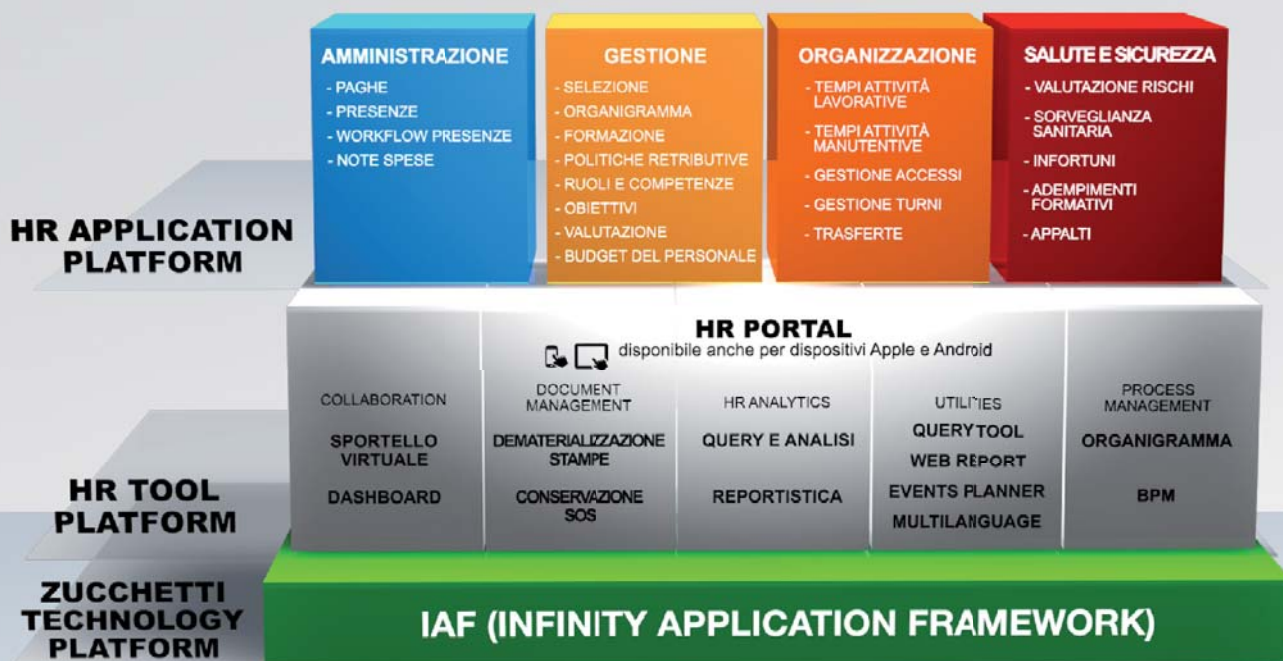 AMMINISTRAZIONE
- PAGHE
- PRESENZE
- WORKFLOW PRESENZE
- NOTE SPESE
GESTIONE
- SELEZIONE
- ORGANIGRAMMA
- FORMAZIONE
- POLITICHE RETRIBUTIVE
- RUOLI E COMPETENZE
- OBIETTIVI
- VALUTAZIONE
- BUDGET DEL PERSONALE
ORGANIZZAZIONE
- TEMPI ATTIVITÀ
LAVORATIVE
- TEMPI ATTIVITÀ
MANUTENTIVE
- GESTIONE ACCESSI
- GESTIONE TURNI
- TRASFERTE
SALUTE E SICUREZZA
- VALUTAZIONE RISCHI
- SORVEGLIANZA
SANITARIA
- INFORTUNI
- ADEMPIMENTI
FORMATIVI
- APPALTI
HR APPLICATION
PLATFORM
HR PORTAL
disponibile anche per dispositivi Apple e Android
COLLABORATION
SPORTELLO
VIRTUALE
DASHBOARD
DOCUMENT
MANAGEMENT
DEMATERIALIZZAZIONE
STAMPE
CONSERVAZIONE
SOS
HR ANALYTICS
QUERY E ANALISI
REPORTISTICA
UTILITIES
QUERY TOOL
WEB REPORT
EVENTS PLANNER
MULTILANGUAGE
PROCESS
MANAGEMENT
ORGANIGRAMMA
BPM
HR TOOL
PLATFORM
ZUCCHETTI
TECHNOLOGY
PLATFORM
IAF (INFINITY APPLICATION FRAMEWORK)